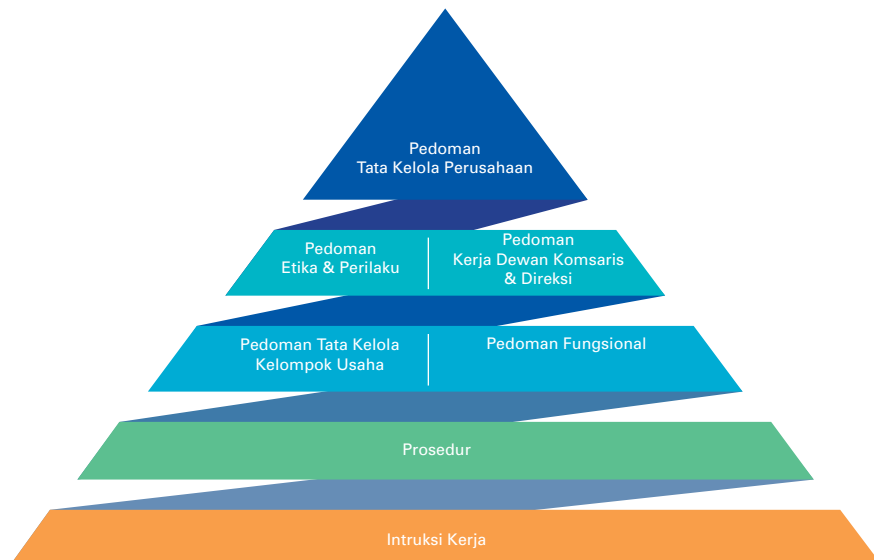 Pedoman
Tata Kelola Perusahaan
Pedoman
Etika & Perilaku
Pedoman
Kerja Dewan Komsaris
& Direksi
Pedoman Tata Kelola
Kelompok Usaha
Pedoman Fungsional
Prosedur
Intruksi Kerja